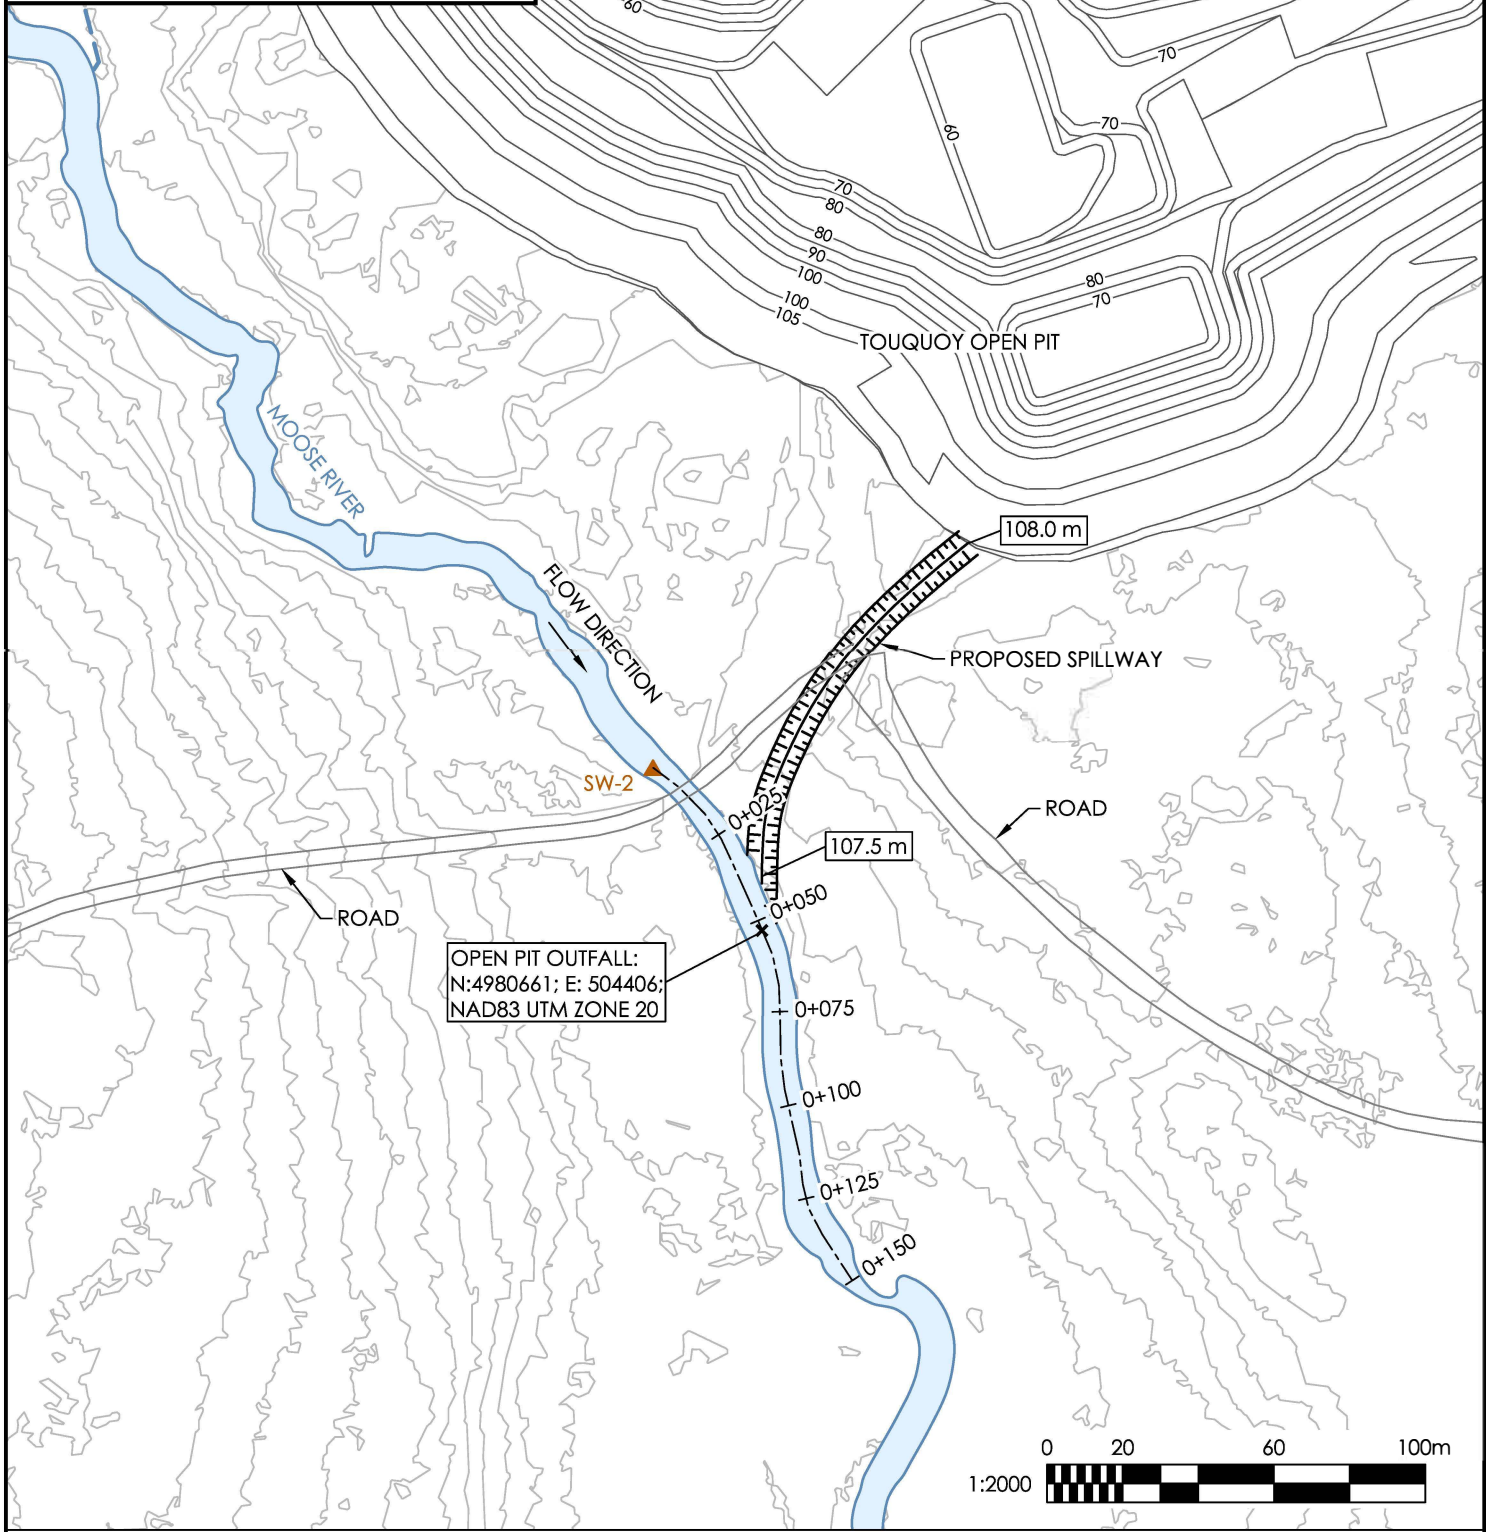 60
70
60
70
70
80
80
90
100
100
105
80
70
TOUQUOY OPEN PIT
MOOSE RIVER
108.0 m
FLOW DIRECTION
PROPOSED SPILLWAY
SW-2
0+025
ROAD
107.5 m
0+050
ROAD
OPEN PIT OUTFALL:
N:4980661; E: 504406;
NAD83 UTM ZONE 20
0+075
0+100
0+125
0+150
0 20 60 100m
1:2000